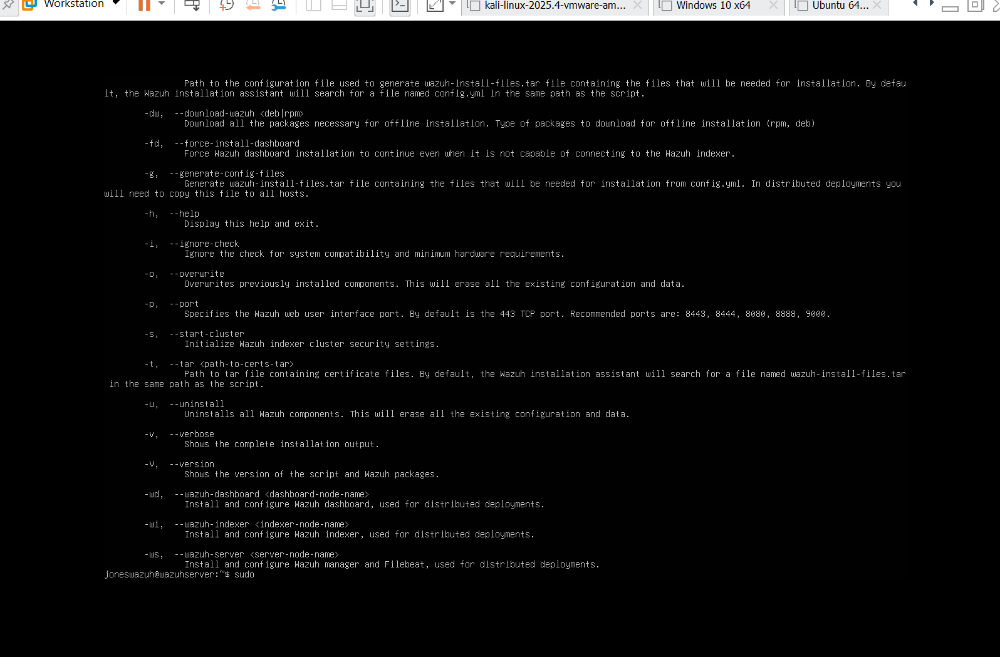 Workstation
kali-linux-2025.4-vmware-am...
Windows 10 x64
Ubuntu 64...
Path to the configuration file used to generate wazuh-install-files.tar file containing the files that will be needed for installation. By defau
lt, the Wazuh installation assistant will search for a file named config.yml in the same path as the script.
-dw, --download-wazuh <deb|rpm>
Download all the packages necessary for offline installation. Type of packages to download for offline installation (rpm, deb)
-fd, --force-install-dashboard
Force Wazuh dashboard installation to continue even when it is not capable of connecting to the Wazuh indexer.
-g, --generate-config-files
Generate wazuh-install-files.tar file containing the files that will be needed for installation from config.yml. In distributed deployments you
will need to copy this file to all hosts.
-h, --help
Display this help and exit.
-i, --ignore-check
Ignore the check for system compatibility and minimum hardware requirements.
-o, --overwrite
Overwrites previously installed components. This will erase all the existing configuration and data.
-p, --port
Specifies the Wazuh web user interface port. By default is the 443 TCP port. Recommended ports are: 8443, 8444, 8080, 8888, 9000.
-s, --start-cluster
Initialize Wazuh indexer cluster security settings.
-t, --tar <path-to-certs-tar>
Path to tar file containing certificate files. By default, the Wazuh installation assistant will search for a file named wazuh-install-files.tar
in the same path as the script.
-u, --uninstall
Uninstalls all Wazuh components. This will erase all the existing configuration and data.
-v, --verbose
Shows the complete installation output.
-V, --version
Shows the version of the script and Wazuh packages.
-wd, --wazuh-dashboard <dashboard-node-name>
Install and configure Wazuh dashboard, used for distributed deployments.
-wi, --wazuh-indexer <indexer-node-name>
Install and configure Wazuh indexer, used for distributed deployments.
-ws, --wazuh-server <server-node-name>
Install and configure Wazuh manager and Filebeat, used for distributed deployments.
joneswazuh@wazuhserver:~$ sudo